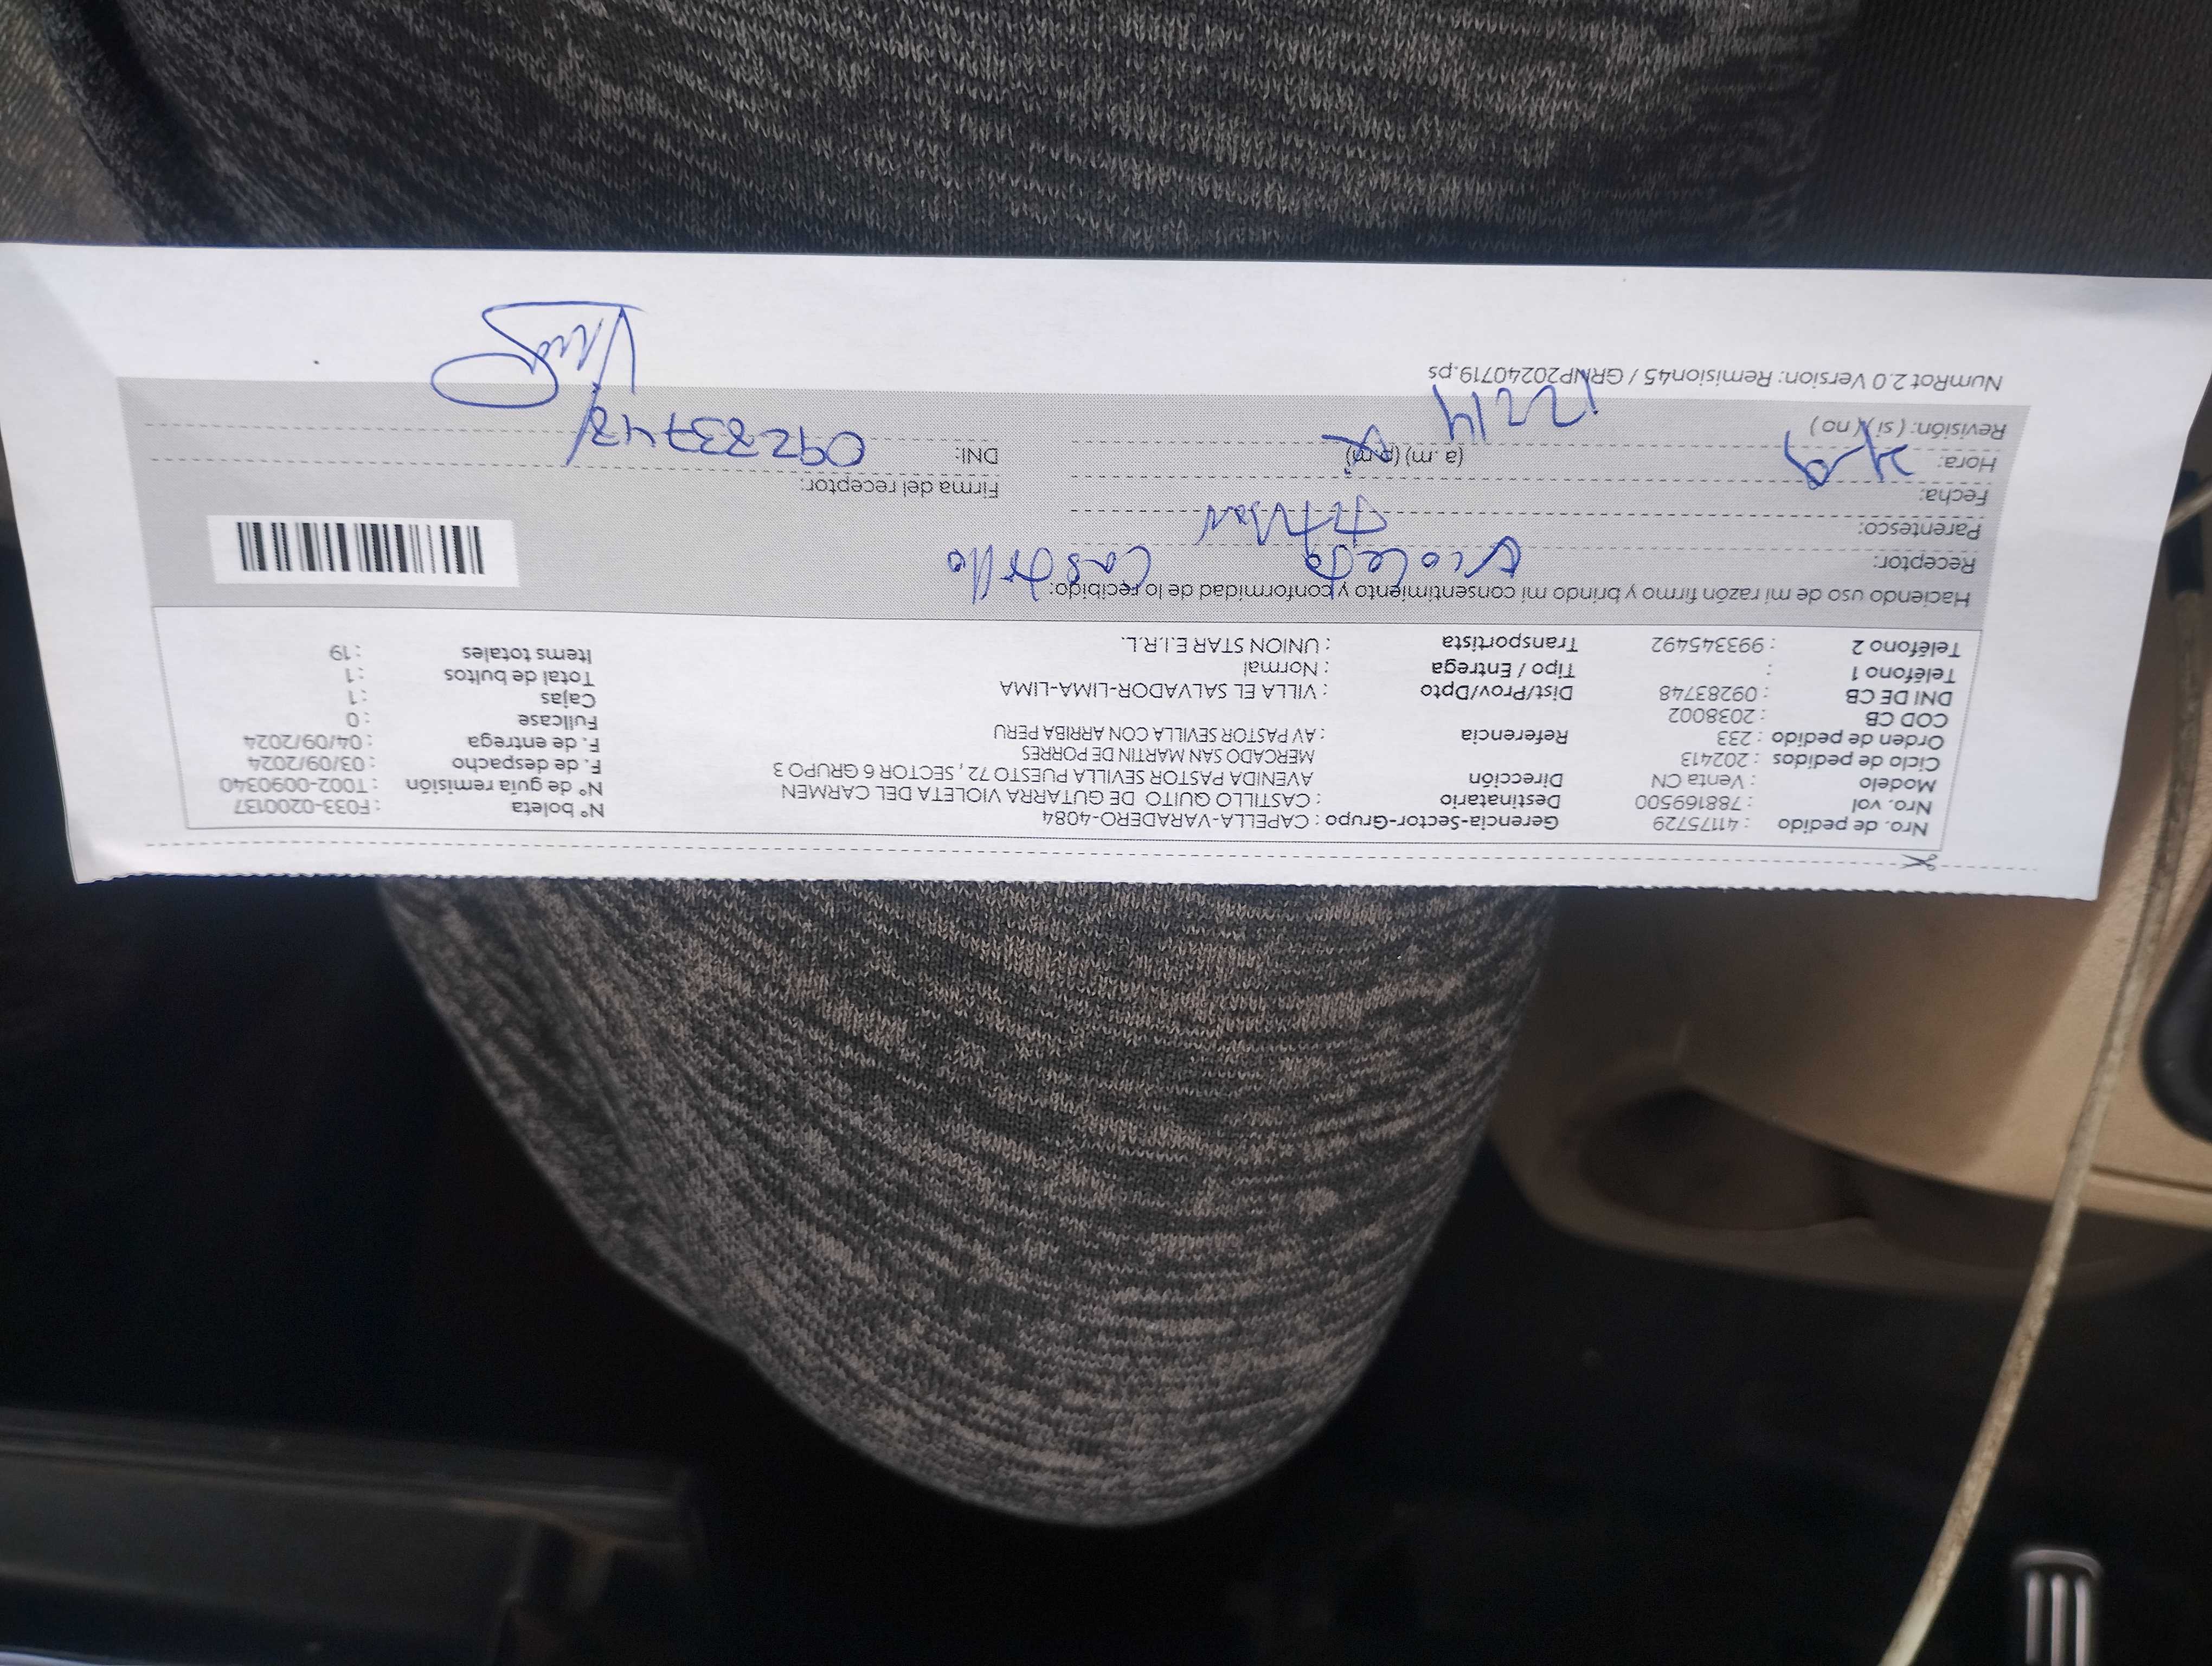 Nro. de pedido : 41175729 Gerencia-Sector-Grupo : CAPELLA-VARADERO-4084 N° boleta : F033-0200137
Nro. vol : 788169500 Destinatario : CASTILLO QUITO DE GUTARRA VIOLETA DEL CARMEN N° de guía remisión : T002-0090340
Modelo : Venta CN Dirección AVENIDA PASTOR SEVILLA PUESTO 72 , SECTOR 6 GRUPO 3 F. de despacho : 03/09/2024
Ciclo de pedidos : 202413 MERCADO SAN MARTIN DE PORRES F. de entrega : 04/09/2024
Orden de pedido : 233 Referencia : AV PASTOR SEVILLA CON ARRIBA PERU Fullcase : 0
COD CB : 2038002 Cajas : 1
DNI DE CB : 09283748 Dist/Prov/Dpto : VILLA EL SALVADOR-LIMA-LIMA Total de bultos : 1
Teléfono 1 : Tipo / Entrega : Normal Items totales : 19
Teléfono 2 : 993345492 Transportista : UNION STAR E.I.R.L.
Haciendo uso de mi razón firmo y brindo mi consentimiento y conformidad de lo recibido:
Receptor: Violeta Castillo
Parentesco: Titular
Fecha: 4-9 Firma del receptor:
Hora: (a. m) (p.m) DNI: 09283748
Revisión: ( si )( no ) 12214
NumRot 2.0 Version: Remision45 / GRNP20240719.ps